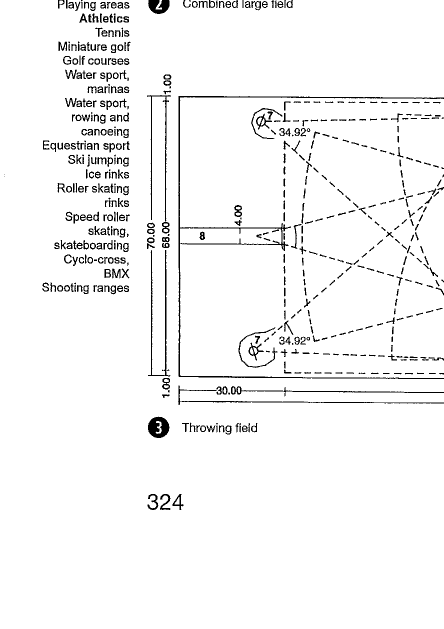 Playing areas
Athletics
Tennis
Miniature golf
Golf courses
Water sport,
marinas
Water sport,
rowing and
canoeing
Equestrian sport
Ski jumping
Ice rinks
Roller skating
rinks
Speed roller
skating,
skateboarding
Cyclo-cross,
BMX
Shooting ranges
2 Combined large field
1.00
7
34.92°
4.00
8
70.00
68.00
7
34.92°
1.00
30.00
3 Throwing field
324